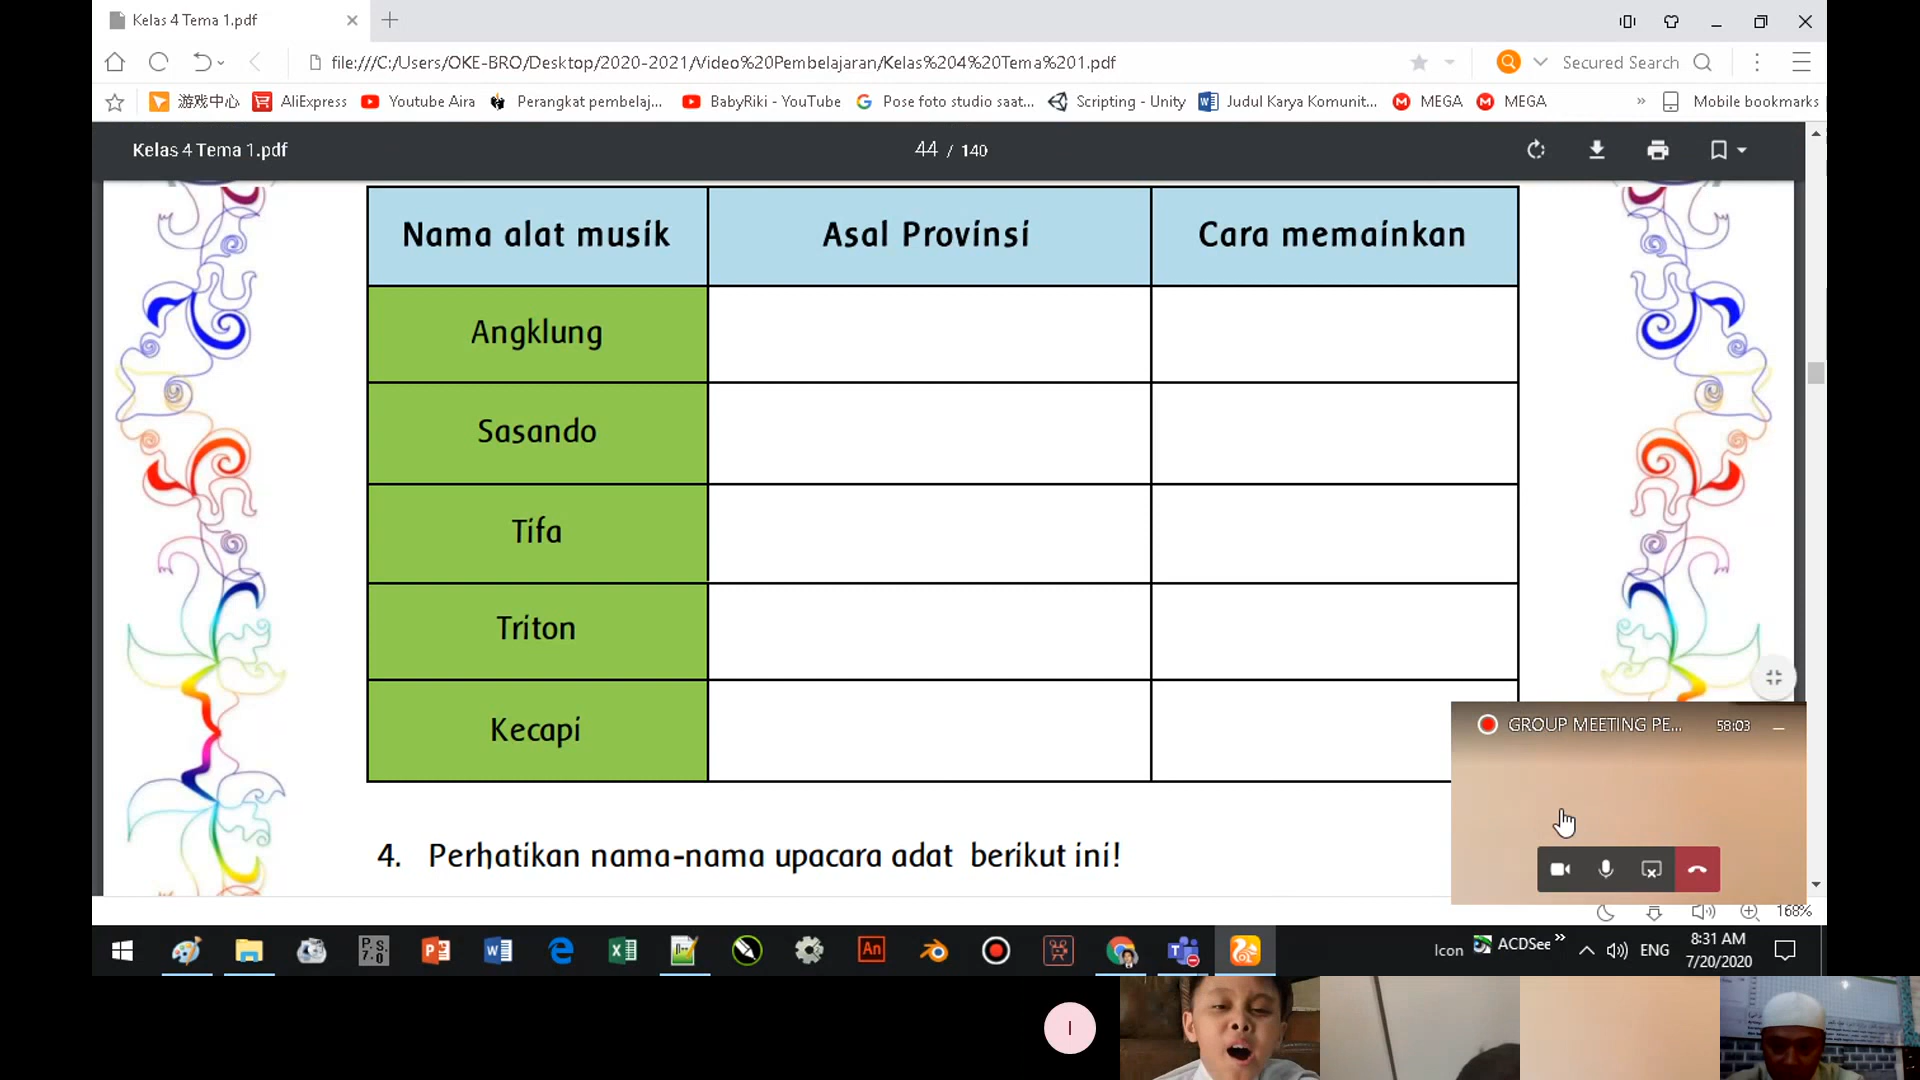 Kelas 4 Tema 1.pdf
file:///C:/Users/OKE-BRO/Desktop/2020-2021/Video%20Pembelajaran/Kelas%204%20Tema%201.pdf
Secured Search
游戏中心 AliExpress Youtube Aira Perangkat pembelaj... BabyRiki - YouTube Pose foto studio saat... Scripting - Unity Judul Karya Komunit... MEGA MEGA » Mobile bookmarks
Kelas 4 Tema 1.pdf 44 / 140
Nama alat musik Asal Provinsi Cara memainkan
Angklung
Sasando
Tifa
Triton
Kecapi
GROUP MEETING PE... 58:03
4. Perhatikan nama-nama upacara adat berikut ini!
168%
Icon ACDSee » ENG 8:31 AM
7/20/2020
I